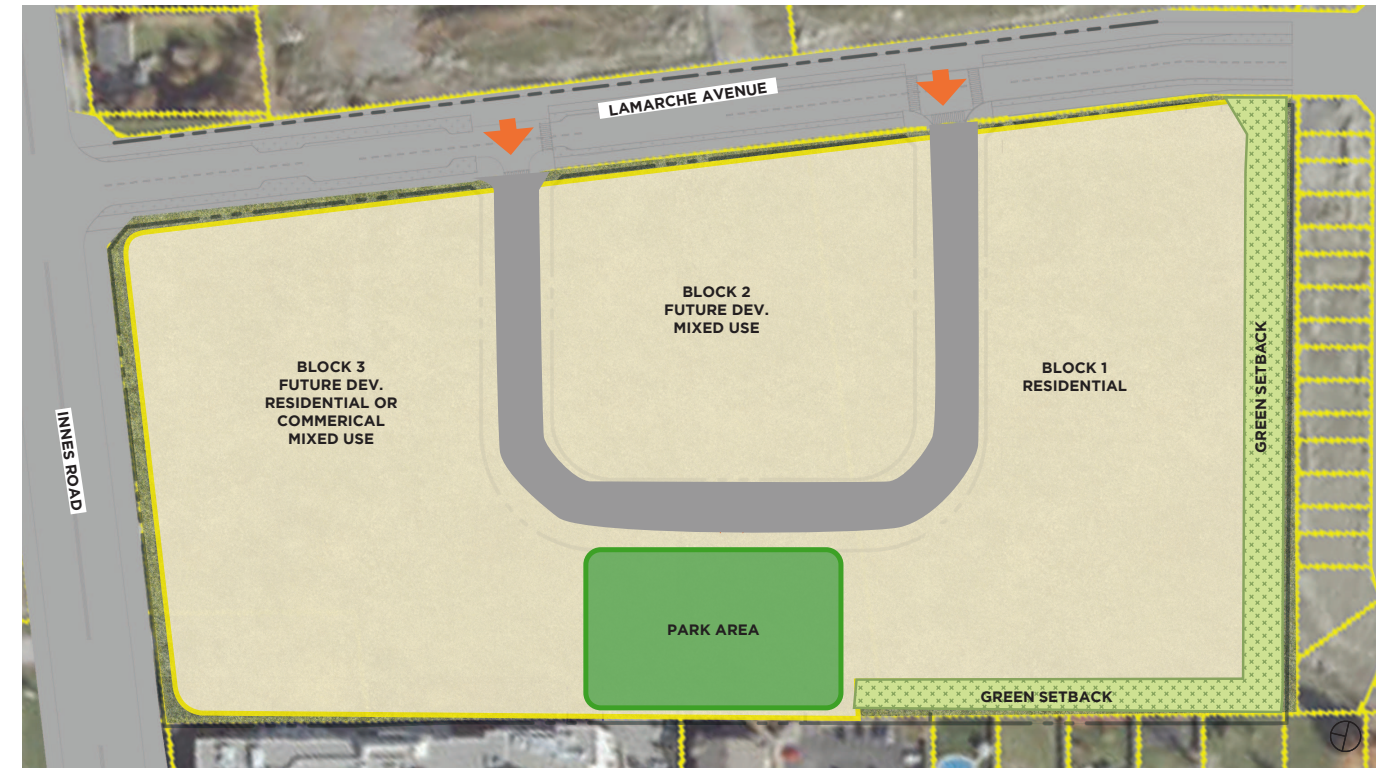 LAMARCHE AVENUE
BLOCK 2
FUTURE DEV.
MIXED USE
BLOCK 3
FUTURE DEV.
RESIDENTIAL OR
COMMERICAL
MIXED USE
BLOCK 1
RESIDENTIAL
GREEN SETBACK
INNES ROAD
PARK AREA
GREEN SETBACK